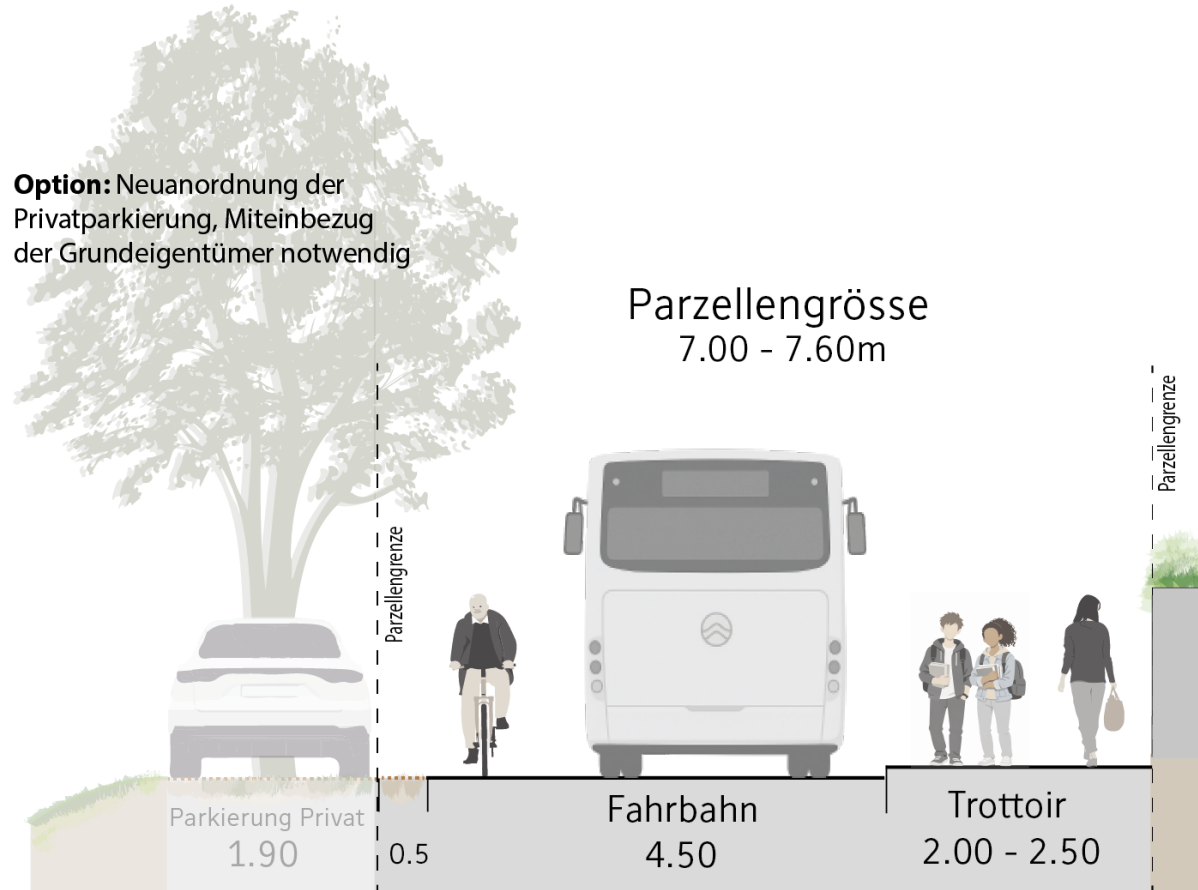 Option: Neuanordnung der
Privatparkierung, Miteinbezug
der Grundeigentümer notwendig
Parzellengrösse
7.00 - 7.60m
Parzellengrenze
Parzellengrenze
Parkierung Privat
1.90
0.5
Fahrbahn
4.50
Trottoir
2.00 - 2.50